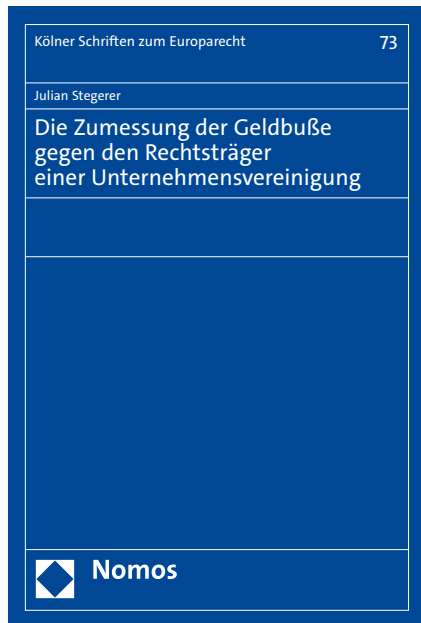 Kölner Schriften zum Europarecht 73
Julian Stegerer
Die Zumessung der Geldbuße
gegen den Rechtsträger
einer Unternehmensvereinigung
Nomos